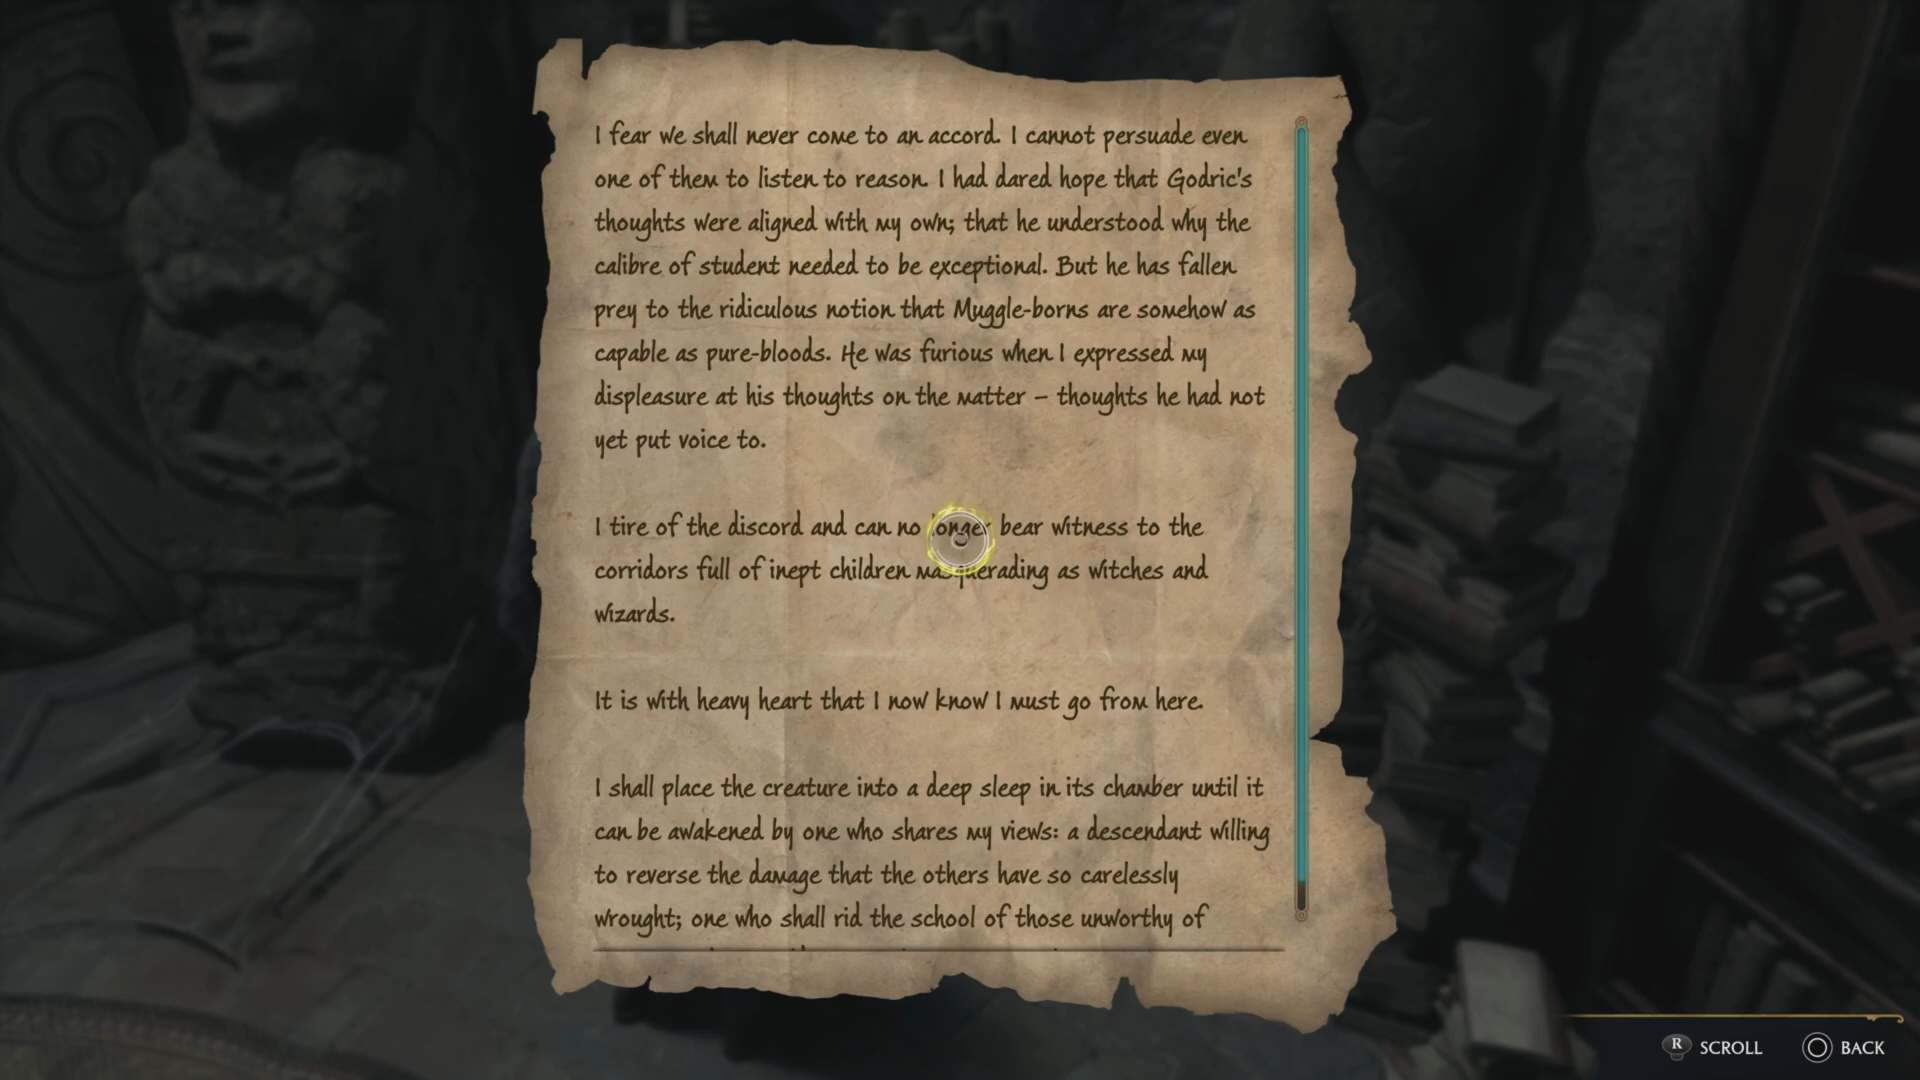 I fear we shall never come to an accord. I cannot persuade even
one of them to listen to reason. I had dared hope that Godric's
thoughts were aligned with my own; that he understood why the
calibre of student needed to be exceptional. But he has fallen
prey to the ridiculous notion that Muggle-borns are somehow as
capable as pure-bloods. He was furious when I expressed my
displeasure at his thoughts on the matter – thoughts he had not
yet put voice to.
I tire of the discord and can no longer bear witness to the
corridors full of inept children masquerading as witches and
wizards.
It is with heavy heart that I now know I must go from here.
I shall place the creature into a deep sleep in its chamber until it
can be awakened by one who shares my views: a descendant willing
to reverse the damage that the others have so carelessly
wrought; one who shall rid the school of those unworthy of
R SCROLL
BACK